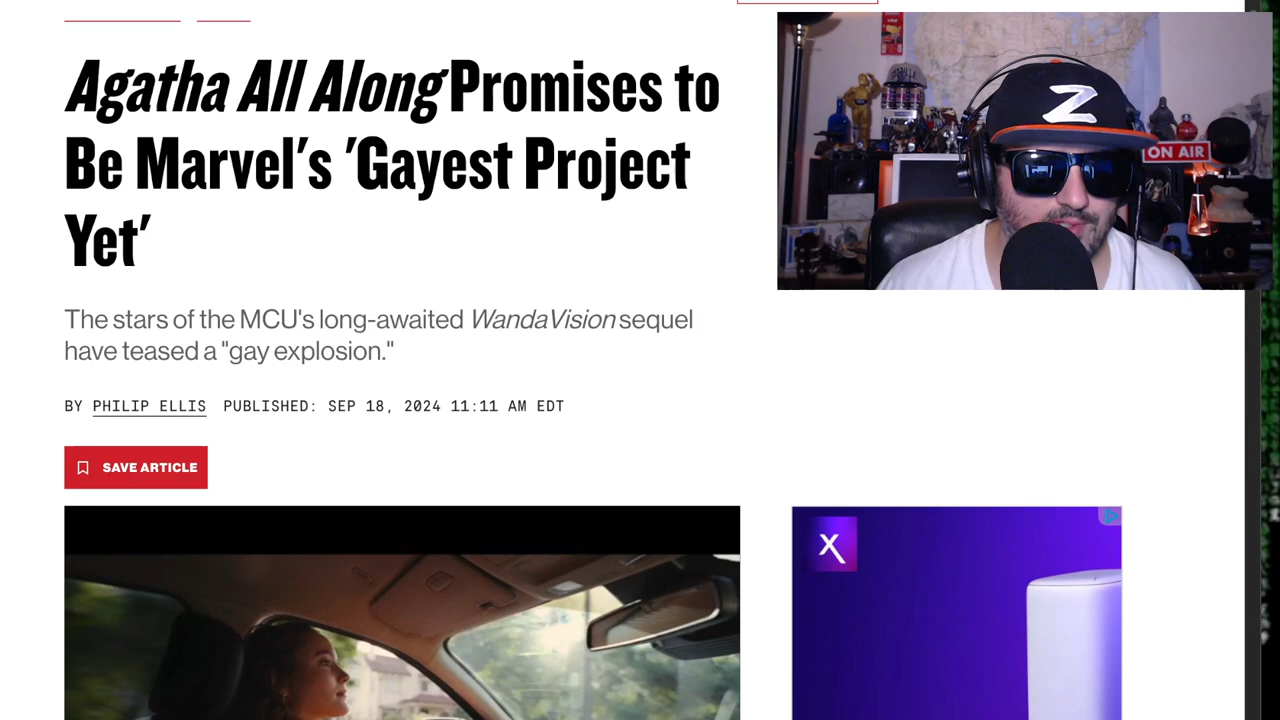 Agatha All Along Promises to
Be Marvel's 'Gayest Project
Yet'
The stars of the MCU's long-awaited WandaVision sequel
have teased a "gay explosion."
BY PHILIP ELLIS PUBLISHED: SEP 18, 2024 11:11 AM EDT
SAVE ARTICLE
Z
ON AIR
X